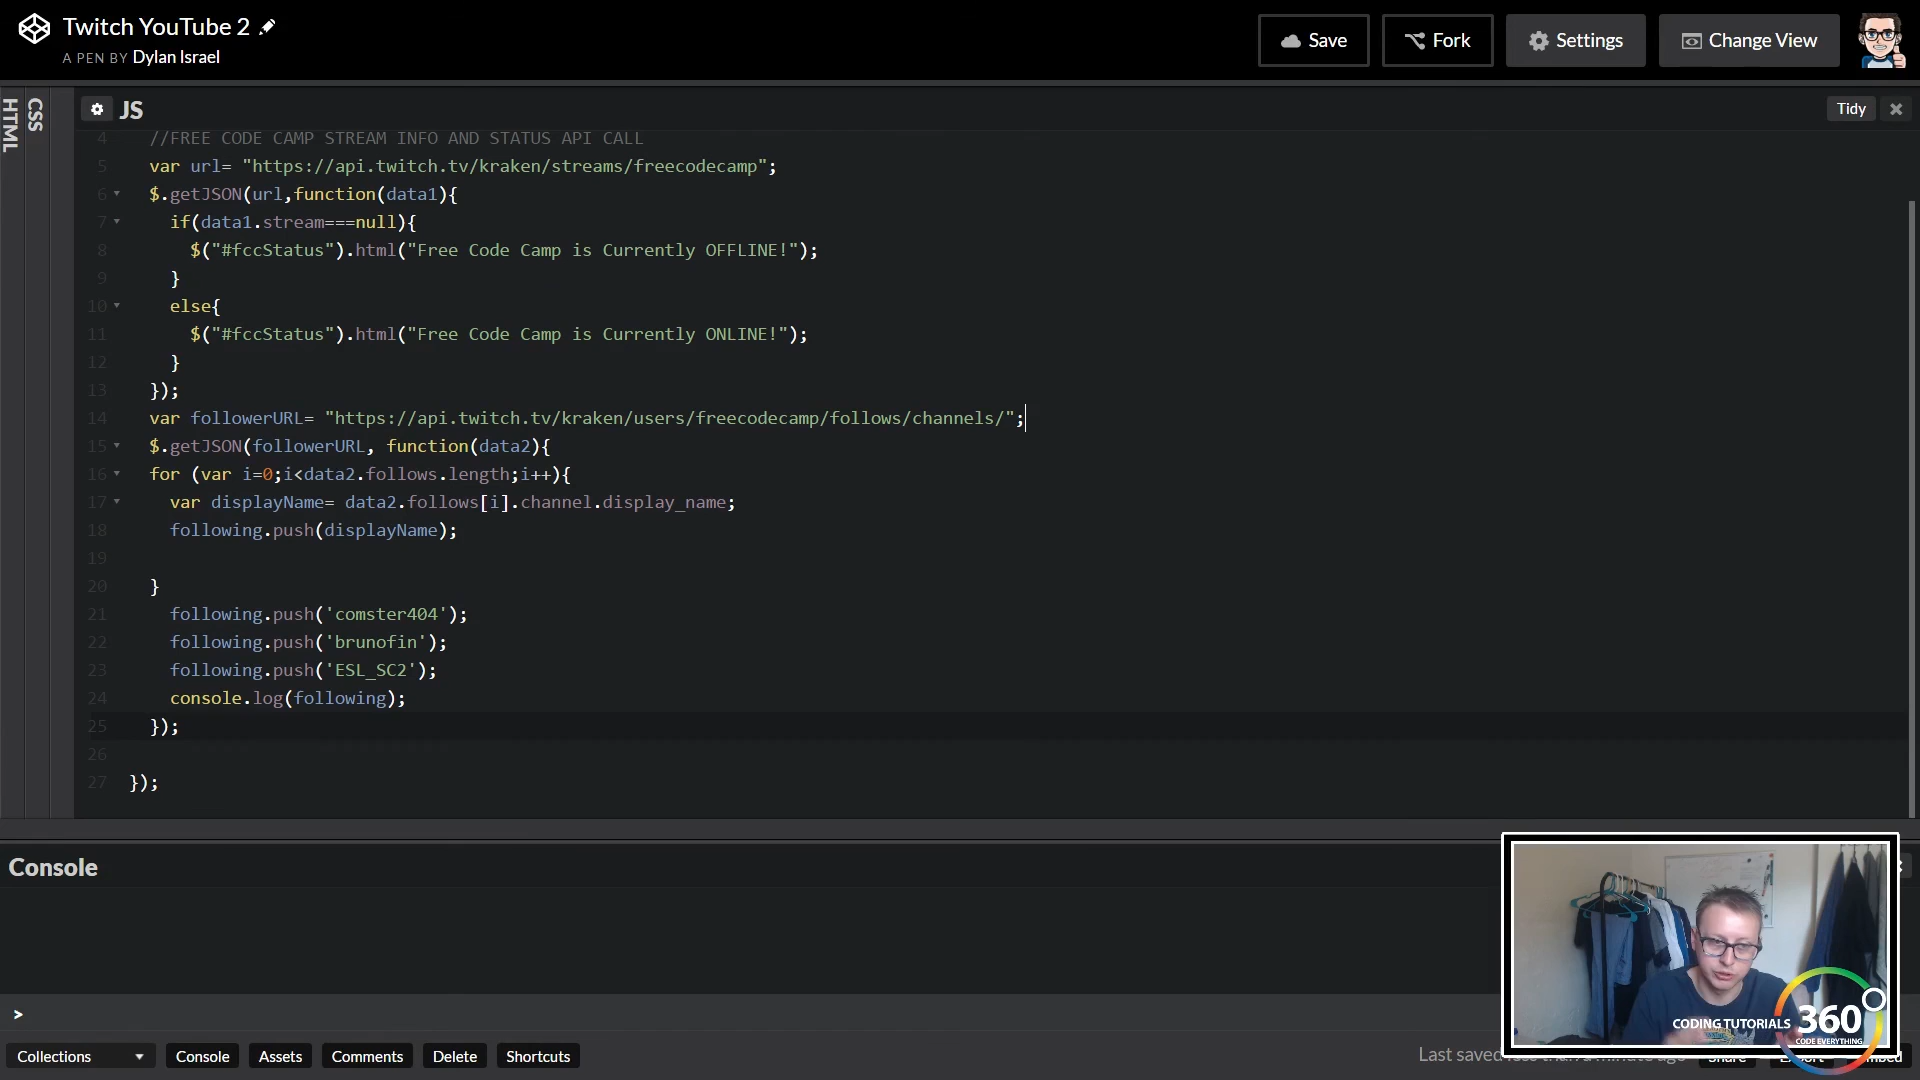 Twitch YouTube 2
A PEN BY Dylan Israel
Save
Fork
Settings
Change View
HTML
CSS
JS
Tidy
4 //FREE CODE CAMP STREAM INFO AND STATUS API CALL
5 var url= "https://api.twitch.tv/kraken/streams/freecodecamp";
6 $.getJSON(url,function(data1){
7 if(data1.stream===null){
8 $("#fccStatus").html("Free Code Camp is Currently OFFLINE!");
9 }
10 else{
11 $("#fccStatus").html("Free Code Camp is Currently ONLINE!");
12 }
13 });
14 var followerURL= "https://api.twitch.tv/kraken/users/freecodecamp/follows/channels/";
15 $.getJSON(followerURL, function(data2){
16 for (var i=0;i<data2.follows.length;i++){
17 var displayName= data2.follows[i].channel.display_name;
18 following.push(displayName);
19
20 }
21 following.push('comster404');
22 following.push('brunofin');
23 following.push('ESL_SC2');
24 console.log(following);
25 });
26
27 });
Console
>
Collections
Console
Assets
Comments
Delete
Shortcuts
Last saved
CODING TUTORIALS 360
CODE EVERYTHING